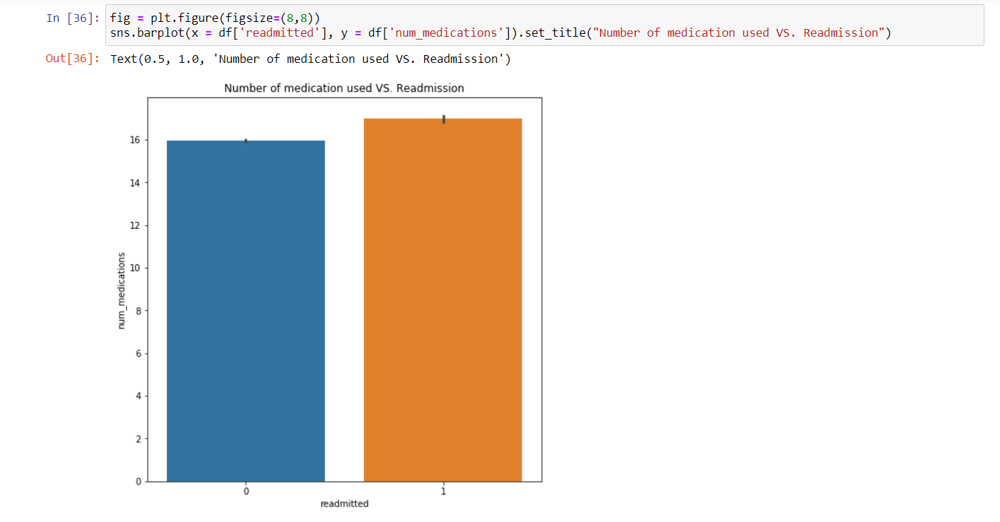 In [36]: fig = plt.figure(figsize=(8,8))
sns.barplot(x = df['readmitted'], y = df['num_medications']).set_title("Number of medication used VS. Readmission")
Out[36]: Text(0.5, 1.0, 'Number of medication used VS. Readmission')
Number of medication used VS. Readmission
16
14
12
10
8
6
4
2
0
num_medications
0 1
readmitted